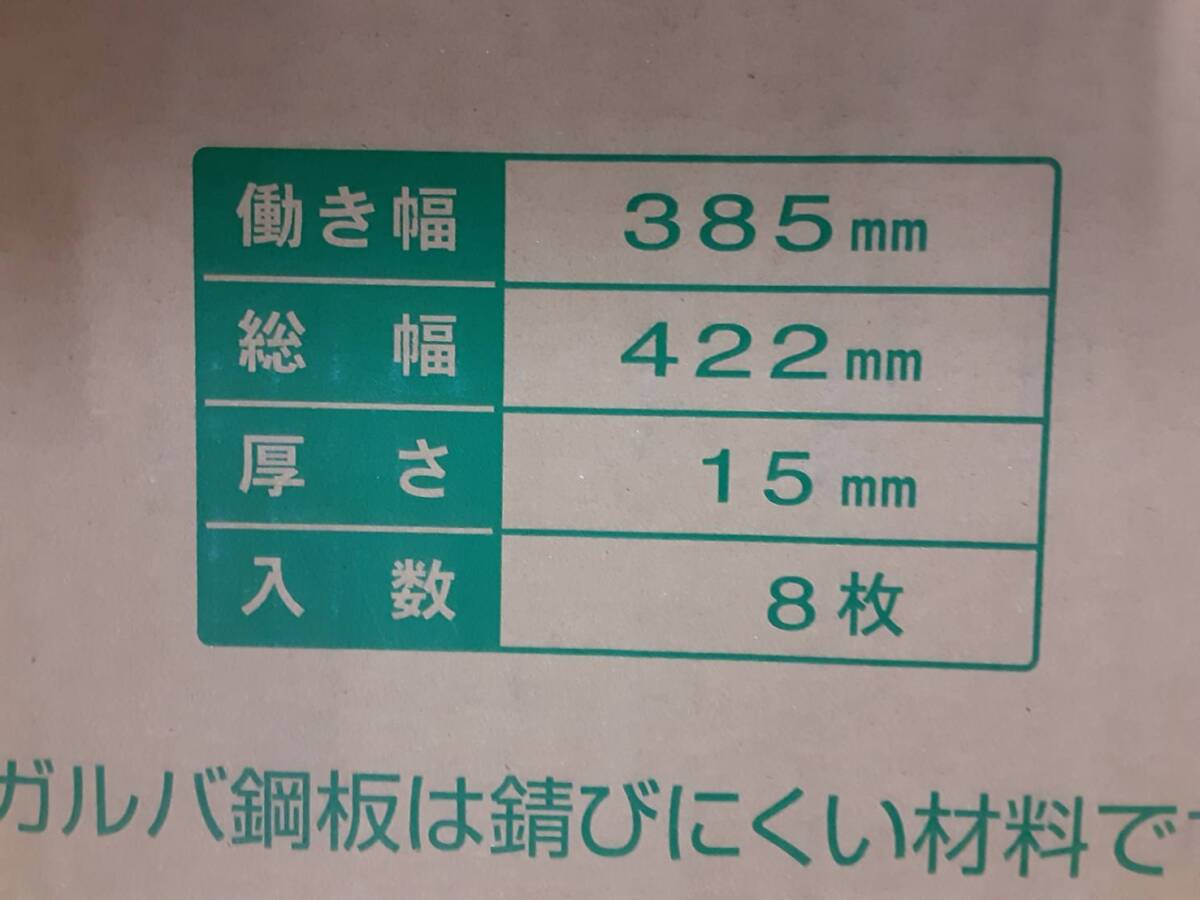 働き幅 385mm
総幅 422mm
厚さ 15mm
入数 8枚
ガルバ鋼板は錆びにくい材料で